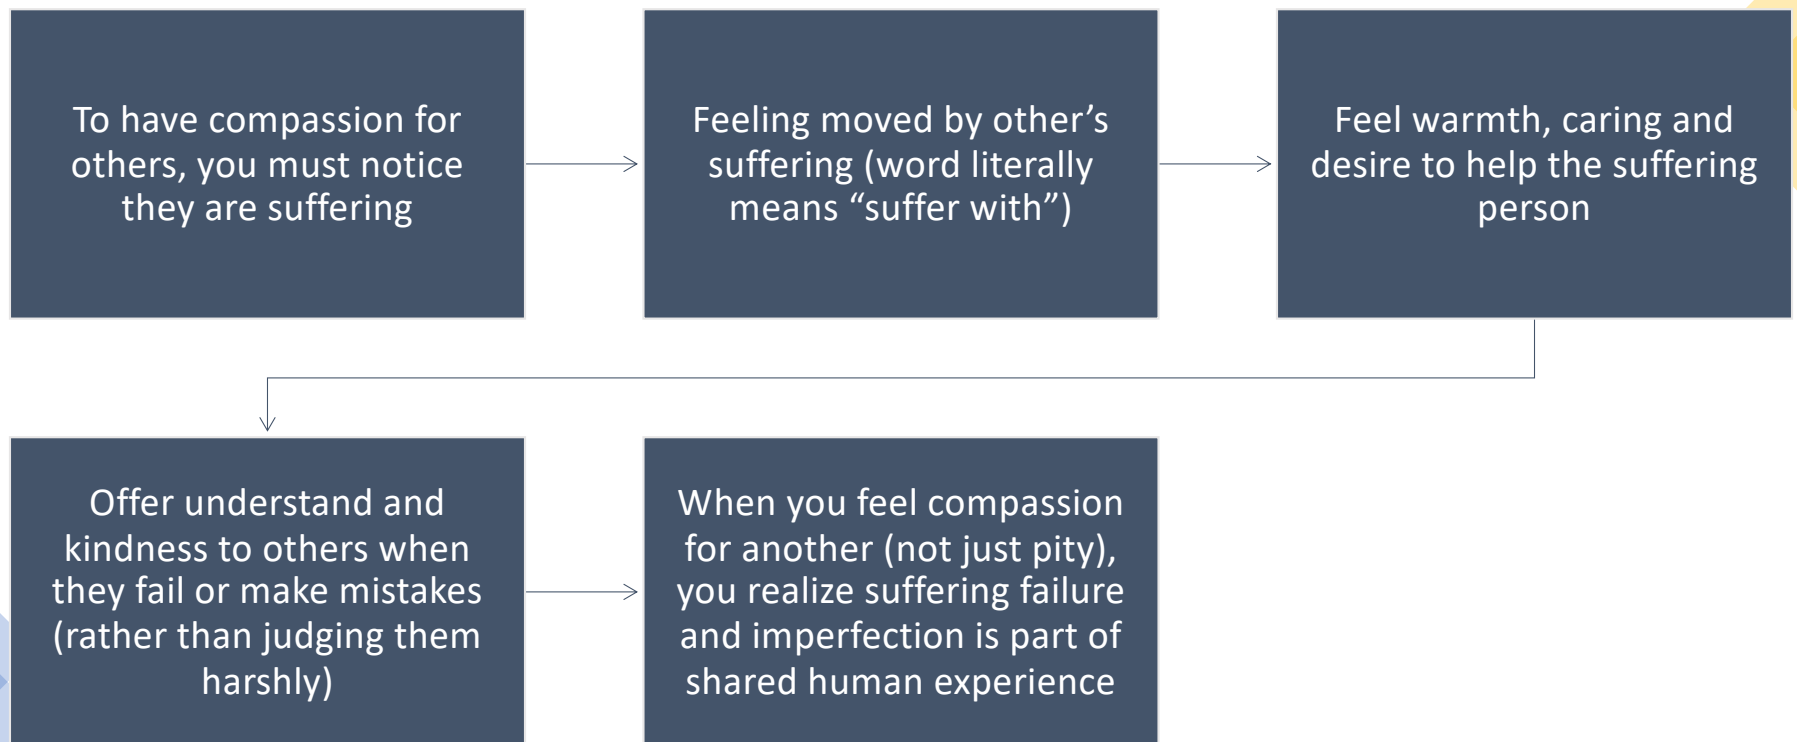 To have compassion for
others, you must notice
they are suffering
Feeling moved by other’s
suffering (word literally
means “suffer with”)
Feel warmth, caring and
desire to help the suffering
person
Offer understand and
kindness to others when
they fail or make mistakes
(rather than judging them
harshly)
When you feel compassion
for another (not just pity),
you realize suffering failure
and imperfection is part of
shared human experience